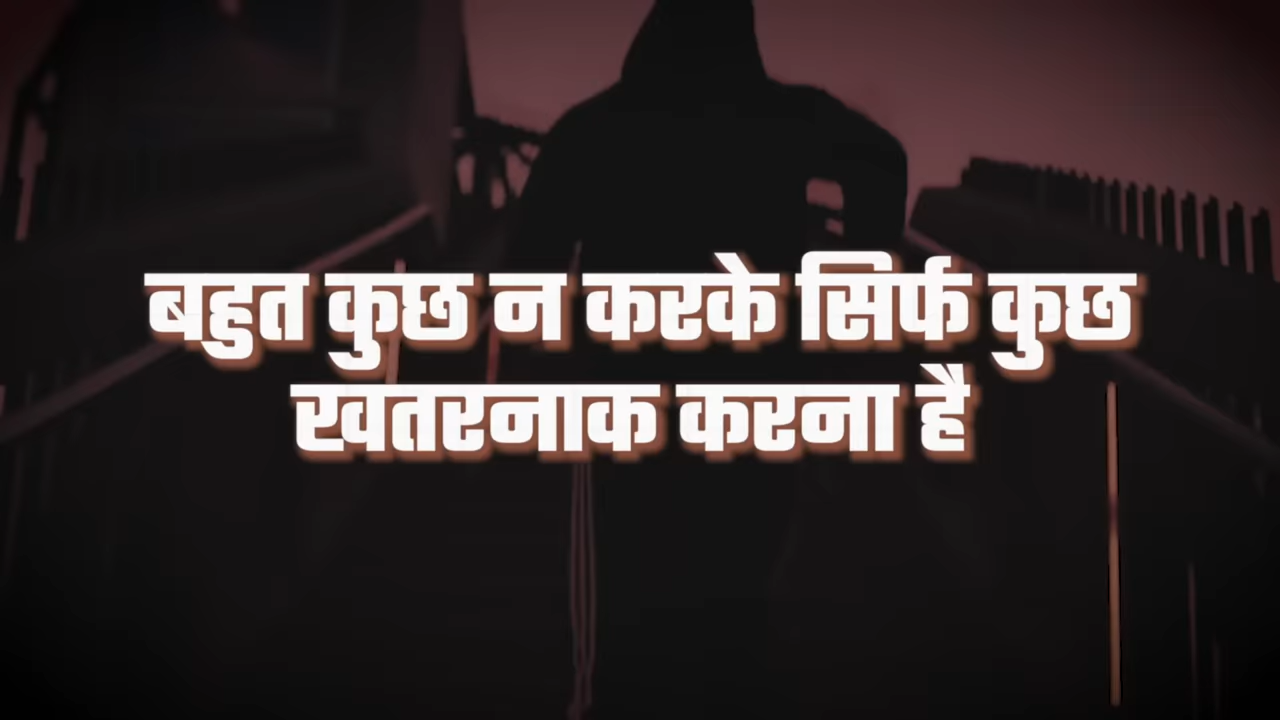 बहुत कुछ न करके सिर्फ कुछ
खतरनाक करना है